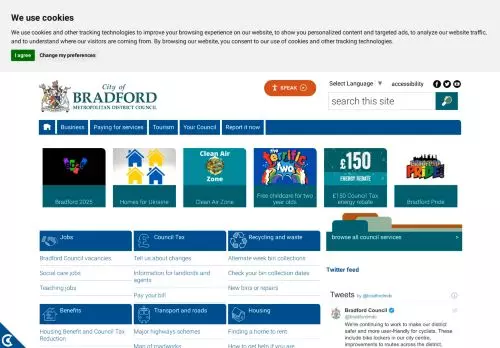 We use cookies
We use cookies and other tracking technologies to improve your browsing experience on our website, to show you personalized content and targeted ads, to analyze our website traffic,
and to understand where our visitors are coming from. By browsing our website, you consent to our use of cookies and other tracking technologies.
I agree
Change my preferences
City of
BRADFORD
METROPOLITAN DISTRICT COUNCIL
SPEAK
Select Language ▼
accessibility
search this site
Business
Paying for services
Tourism
Your Council
Report it now
Clean Air
Zone
the
Terrific
Two
£150
ENERGY REBATE
BRADFORD
PRIDE
Bradford 2025
Homes for Ukraine
Clean Air Zone
Free childcare for two
year olds
£150 Council Tax
energy rebate
Bradford Pride
Jobs
Council Tax
Recycling and waste
browse all council services >
Bradford Council vacancies
Tell us about changes
Alternate week bin collections
Social care jobs
Information for landlords and
agents
Check your bin collection dates
Teaching jobs
Pay your bill
New bins or repairs
Twitter feed
Benefits
Transport and roads
Housing
Tweets by @bradfordmdc
Housing Benefit and Council Tax
Reduction
Major highways schemes
Finding a home to rent
Bradford Council
@bradfordmdc
We're continuing to work to make our district
safer and more user-friendly for cyclists. These
include bike lockers in our city centre,
improvements to routes across the district,
Map of roadworks
How to get help if you are